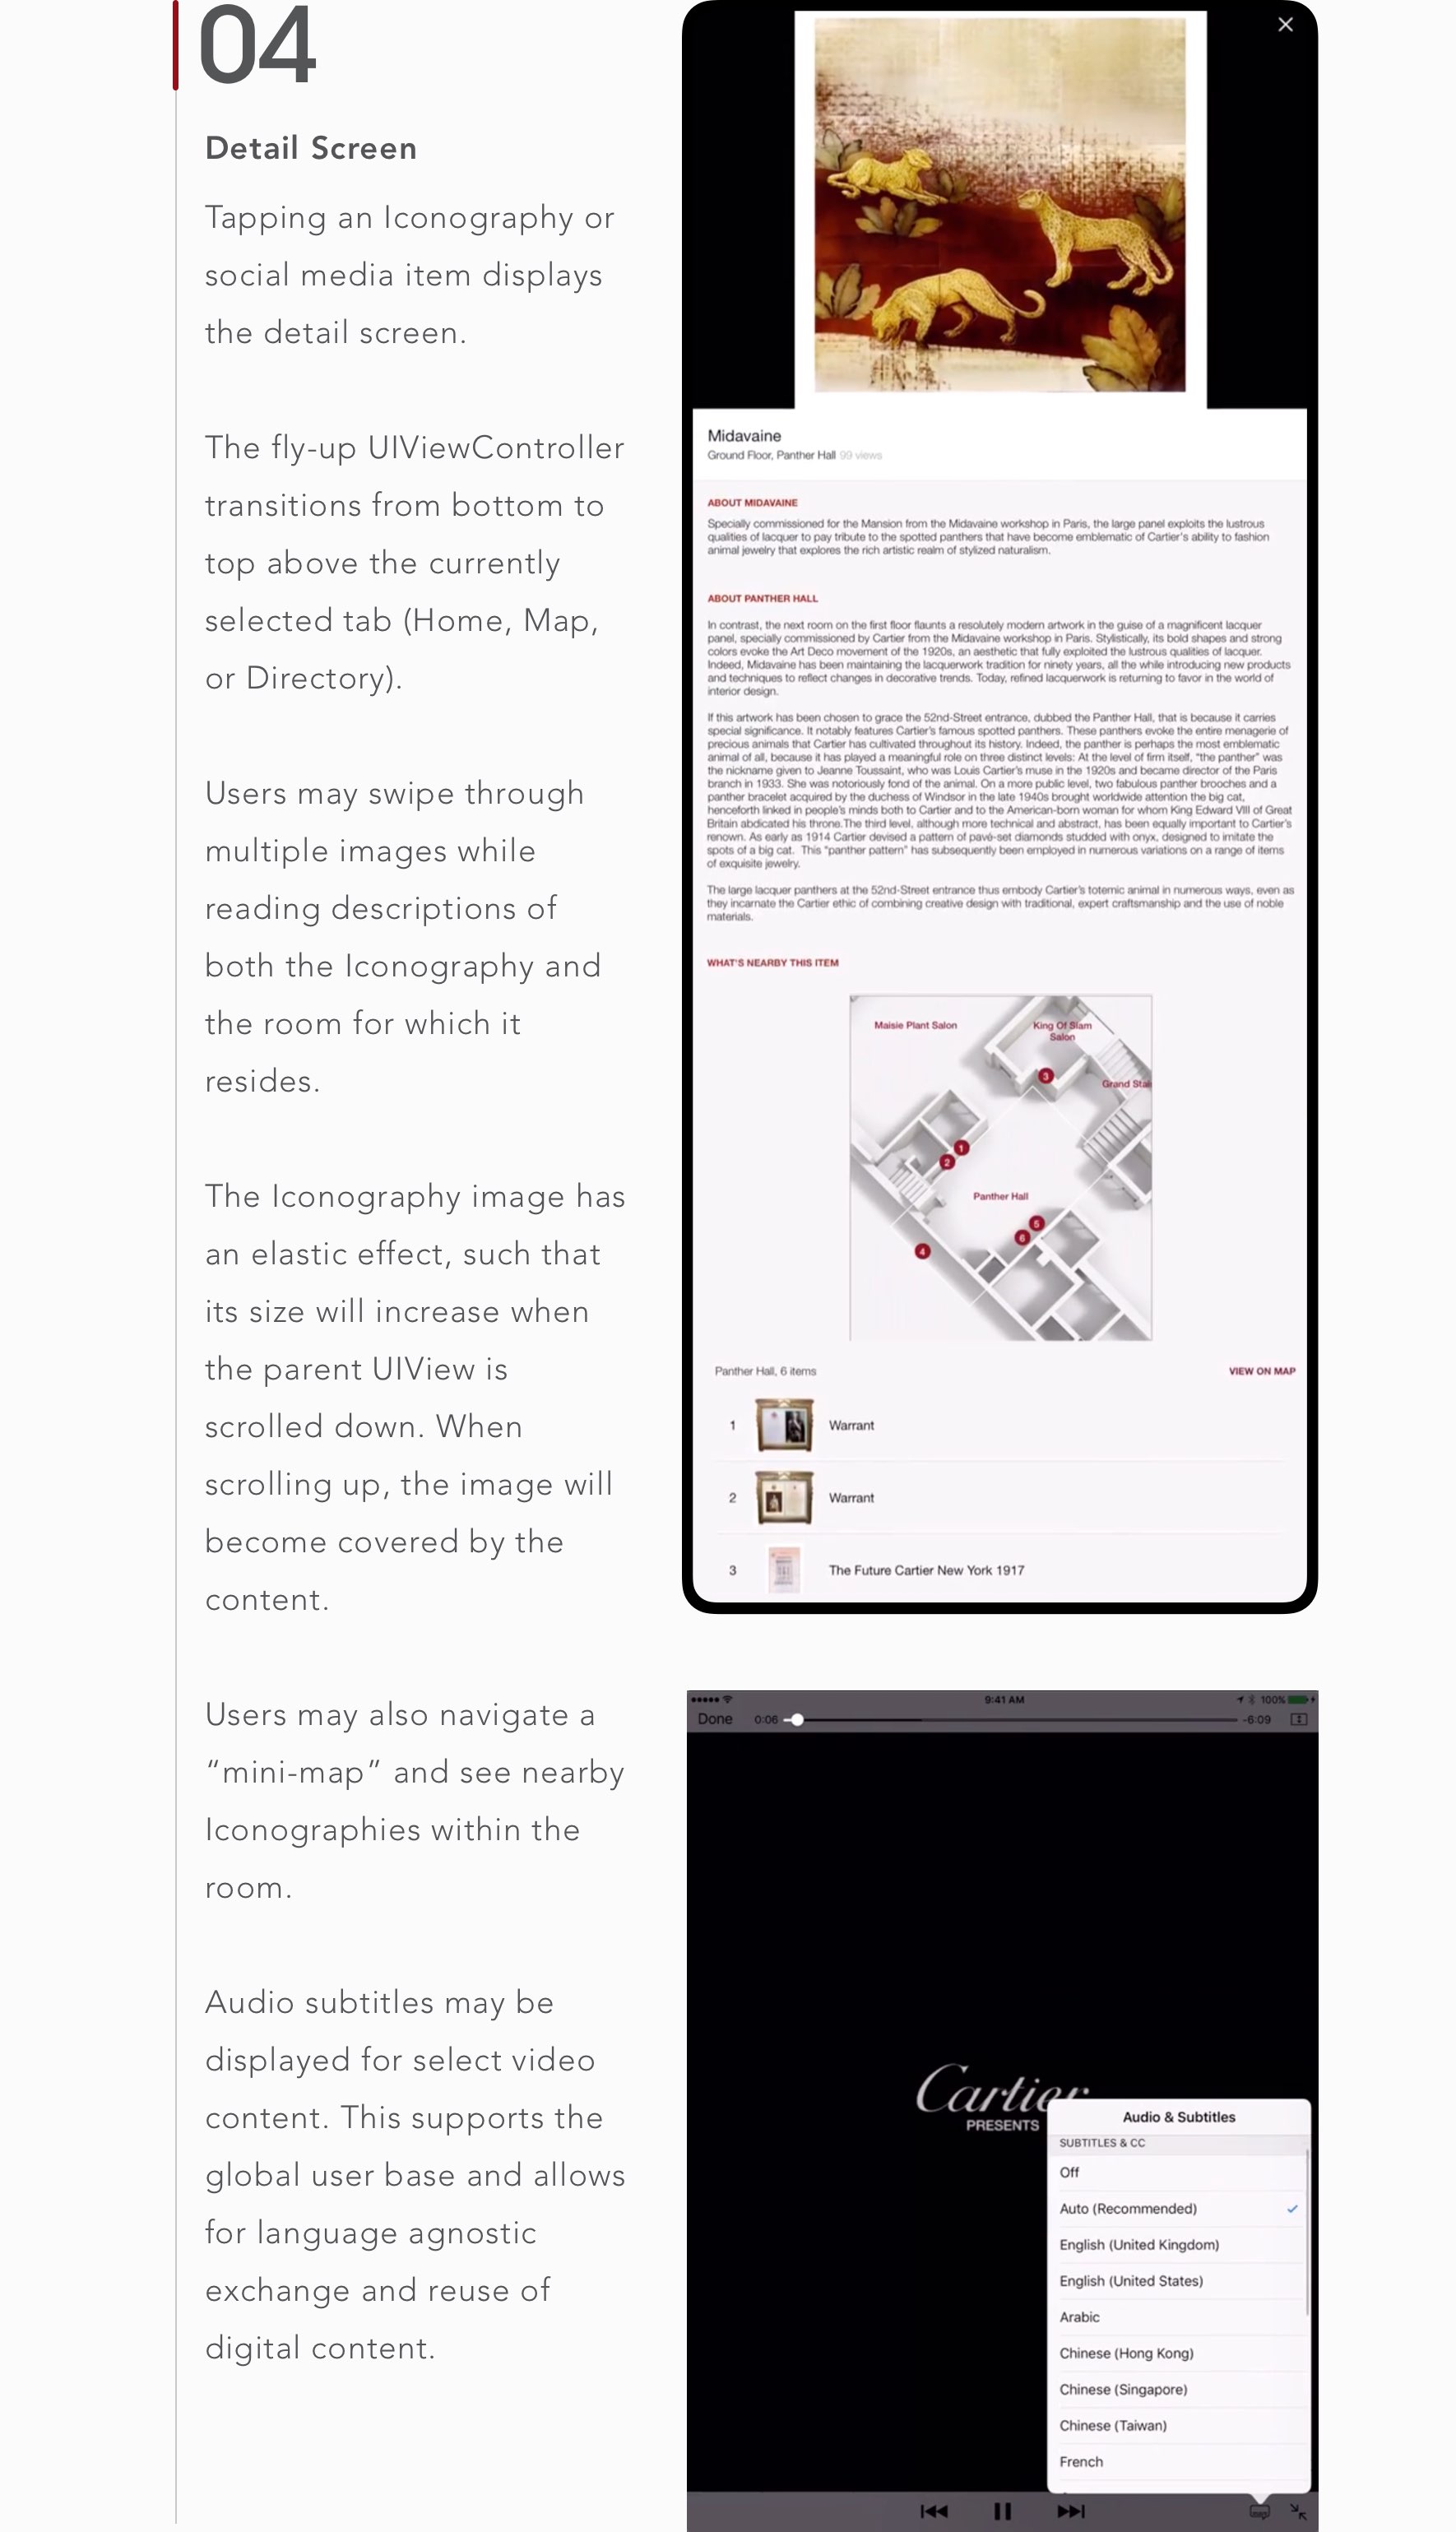 04
Detail Screen
Tapping an Iconography or
social media item displays
the detail screen.
The fly-up UIViewController
transitions from bottom to
top above the currently
selected tab (Home, Map,
or Directory).
Users may swipe through
multiple images while
reading descriptions of
both the Iconography and
the room for which it
resides.
The Iconography image has
an elastic effect, such that
its size will increase when
the parent UIView is
scrolled down. When
scrolling up, the image will
become covered by the
content.
Users may also navigate a
“mini-map” and see nearby
Iconographies within the
room.
Audio subtitles may be
displayed for select video
content. This supports the
global user base and allows
for language agnostic
exchange and reuse of
digital content.
Midavaine
Ground Floor, Panther Hall 99 views
ABOUT MIDAVAINE
Specially commissioned for the Mansion from the Midavaine workshop in Paris, the large panel exploits the lustrous
qualities of lacquer to pay tribute to the spotted panthers that have become emblematic of Cartier's ability to fashion
animal jewelry that explores the rich artistic realm of stylized naturalism.
ABOUT PANTHER HALL
In contrast, the next room on the first floor flaunts a resolutely modern artwork in the guise of a magnificent lacquer
panel, specially commissioned by Cartier from the Midavaine workshop in Paris. Stylistically, its bold shapes and strong
colors evoke the Art Deco movement of the 1920s, an aesthetic that fully exploited the lustrous qualities of lacquer.
Indeed, Midavaine has been maintaining the lacquerwork tradition for ninety years, all the while introducing new products
and techniques to reflect changes in decorative trends. Today, refined lacquerwork is returning to favor in the world of
interior design.
If this artwork has been chosen to grace the 52nd-Street entrance, dubbed the Panther Hall, that is because it carries
special significance. It notably features Cartier's famous spotted panthers. These panthers evoke the entire menagerie of
precious animals that Cartier has cultivated throughout its history. Indeed, the panther is perhaps the most emblematic
animal of all, because it has played a meaningful role on three distinct levels: At the level of firm itself, "the panther" was
the nickname given to Jeanne Toussaint, who was Louis Cartier's muse in the 1920s and became director of the Paris
branch in 1933. She was notoriously fond of the animal. On a more public level, two fabulous panther brooches and a
panther bracelet acquired by the duchess of Windsor in the late 1940s brought worldwide attention the big cat,
henceforth linked in people's minds both to Cartier and to the American-born woman for whom King Edward VIII of Great
Britain abdicated his throne.The third level, although more technical and abstract, has been equally important to Cartier's
renown. As early as 1914 Cartier devised a pattern of pavé-set diamonds studded with onyx, designed to imitate the
spots of a big cat. This "panther pattern" has subsequently been employed in numerous variations on a range of items
of exquisite jewelry.
The large lacquer panthers at the 52nd-Street entrance thus embody Cartier's totemic animal in numerous ways, even as
they incarnate the Cartier ethic of combining creative design with traditional, expert craftsmanship and the use of noble
materials.
WHAT'S NEARBY THIS ITEM
Maisie Plant Salon
King Of Siam
Salon
3
Grand Stai
1
2
Panther Hall
5
6
4
Panther Hall, 6 items VIEW ON MAP
1 Warrant
2 Warrant
3 The Future Cartier New York 1917
9:41 AM 100%
Done 0:06 -6:09
Cartier
PRESENTS
Audio & Subtitles
SUBTITLES & CC
Off
Auto (Recommended)
English (United Kingdom)
English (United States)
Arabic
Chinese (Hong Kong)
Chinese (Singapore)
Chinese (Taiwan)
French